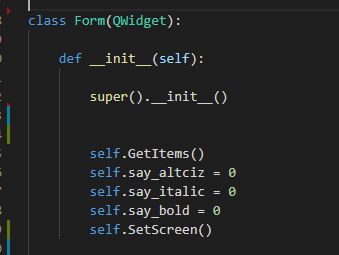 class Form(QWidget):
def __init__(self):
super().__init__()
self.GetItems()
self.say_altciz = 0
self.say_italic = 0
self.say_bold = 0
self.SetScreen()